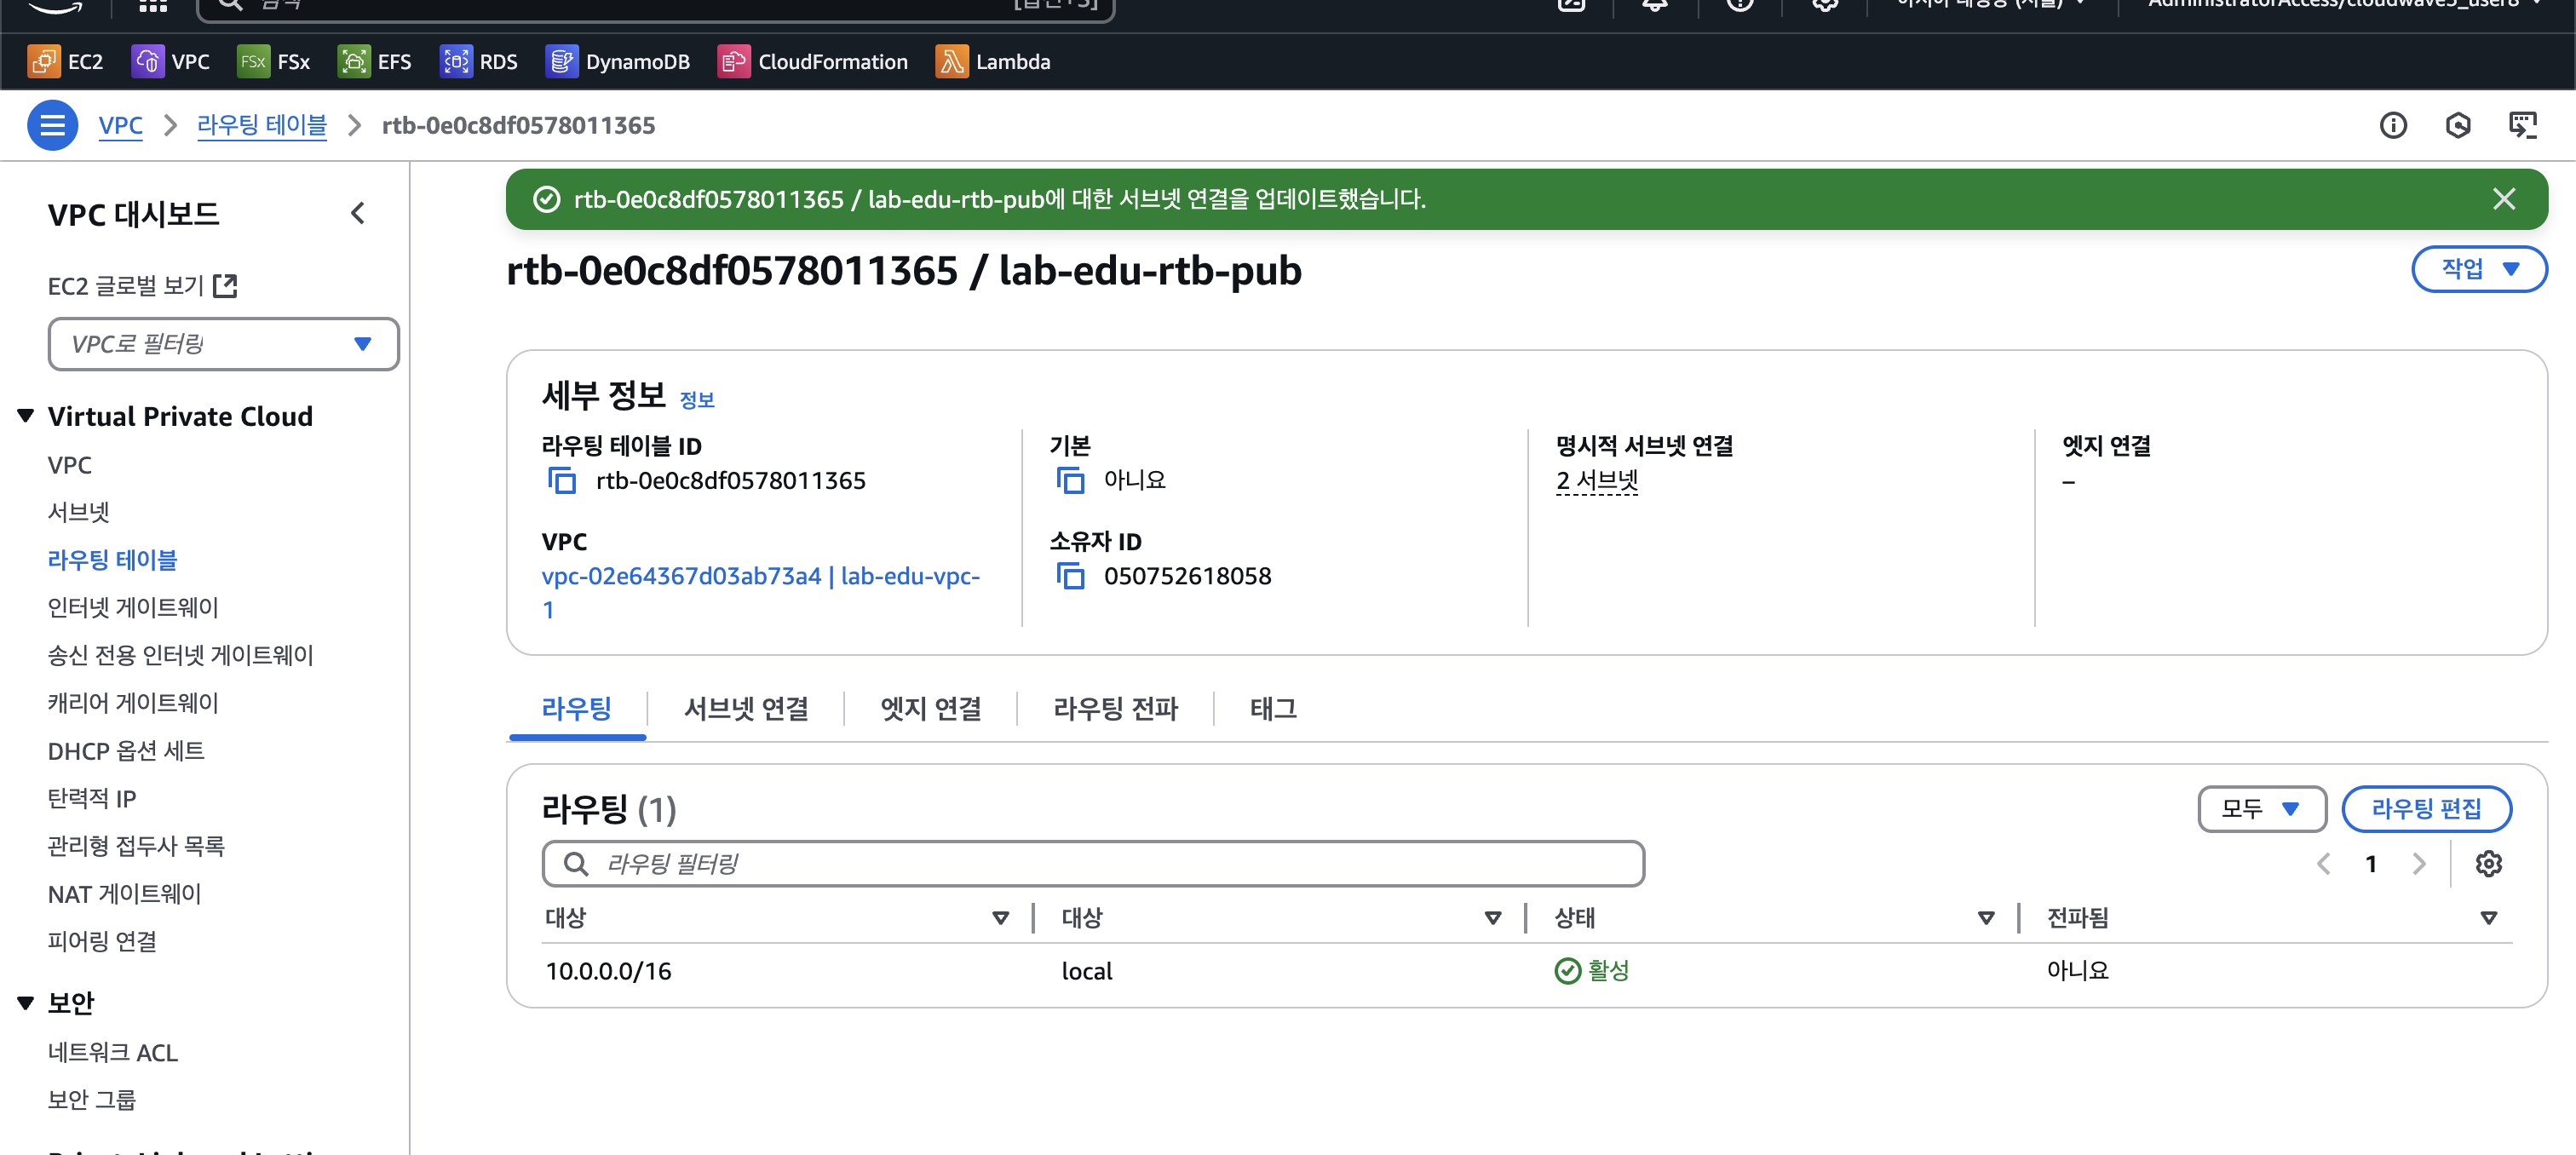 EC2 VPC FSx FSx EFS RDS DynamoDB CloudFormation Lambda
VPC 라우팅 테이블 rtb-0e0c8df0578011365
VPC 대시보드
EC2 글로벌 보기
VPC로 필터링
Virtual Private Cloud
VPC
서브넷
라우팅 테이블
인터넷 게이트웨이
송신 전용 인터넷 게이트웨이
캐리어 게이트웨이
DHCP 옵션 세트
탄력적 IP
관리형 접두사 목록
NAT 게이트웨이
피어링 연결
보안
네트워크 ACL
보안 그룹
rtb-0e0c8df0578011365 / lab-edu-rtb-pub에 대한 서브넷 연결을 업데이트했습니다.
rtb-0e0c8df0578011365 / lab-edu-rtb-pub
작업
세부 정보 정보
라우팅 테이블 ID
rtb-0e0c8df0578011365
VPC
vpc-02e64367d03ab73a4 | lab-edu-vpc-
1
기본
아니요
소유자 ID
050752618058
명시적 서브넷 연결
2 서브넷
엣지 연결
–
라우팅 서브넷 연결 엣지 연결 라우팅 전파 태그
라우팅 (1)
모두 라우팅 편집
라우팅 필터링
1
대상 대상 상태 전파됨
10.0.0.0/16 local 활성 아니요